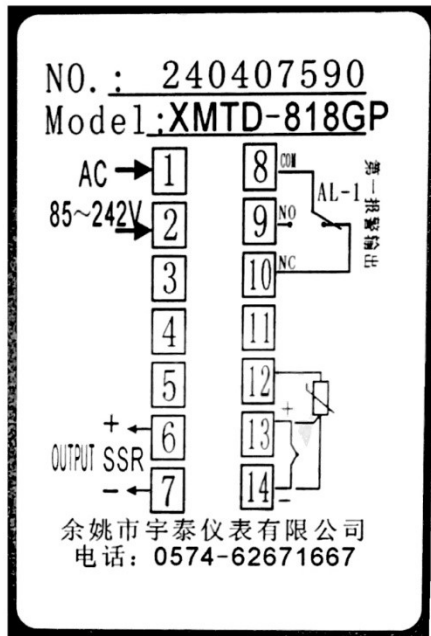 NO.: 240407590
Model:XMTD-818GP
AC
85~242V
1
2
3
4
5
+
6
OUTPUT SSR
-
7
8
COM
AL-1
9
NO
10
NC
第一报警输出
11
12
+
13
14
-
余姚市宇泰仪表有限公司
电话: 0574-62671667